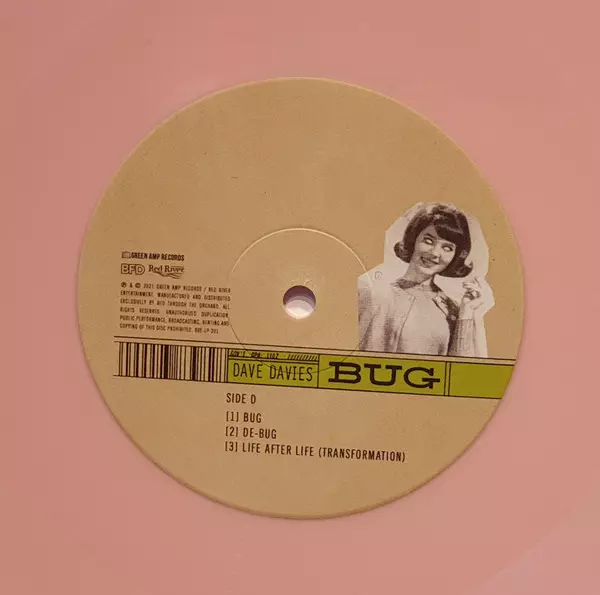 GREEN AMP RECORDS
BFD Red River
℗ & © 2021 GREEN AMP RECORDS / RED RIVER
ENTERTAINMENT. MANUFACTURED AND DISTRIBUTED
EXCLUSIVELY BY BFD THROUGH THE ORCHARD. ALL
RIGHTS RESERVED. UNAUTHORIZED DUPLICATION,
PUBLIC PERFORMANCE, BROADCASTING, RENTING AND
COPYING OF THIS DISC PROHIBITED.
DAVE DAVIES BUG
SIDE D
[1] BUG
[2] DE-BUG
[3] LIFE AFTER LIFE (TRANSFORMATION)